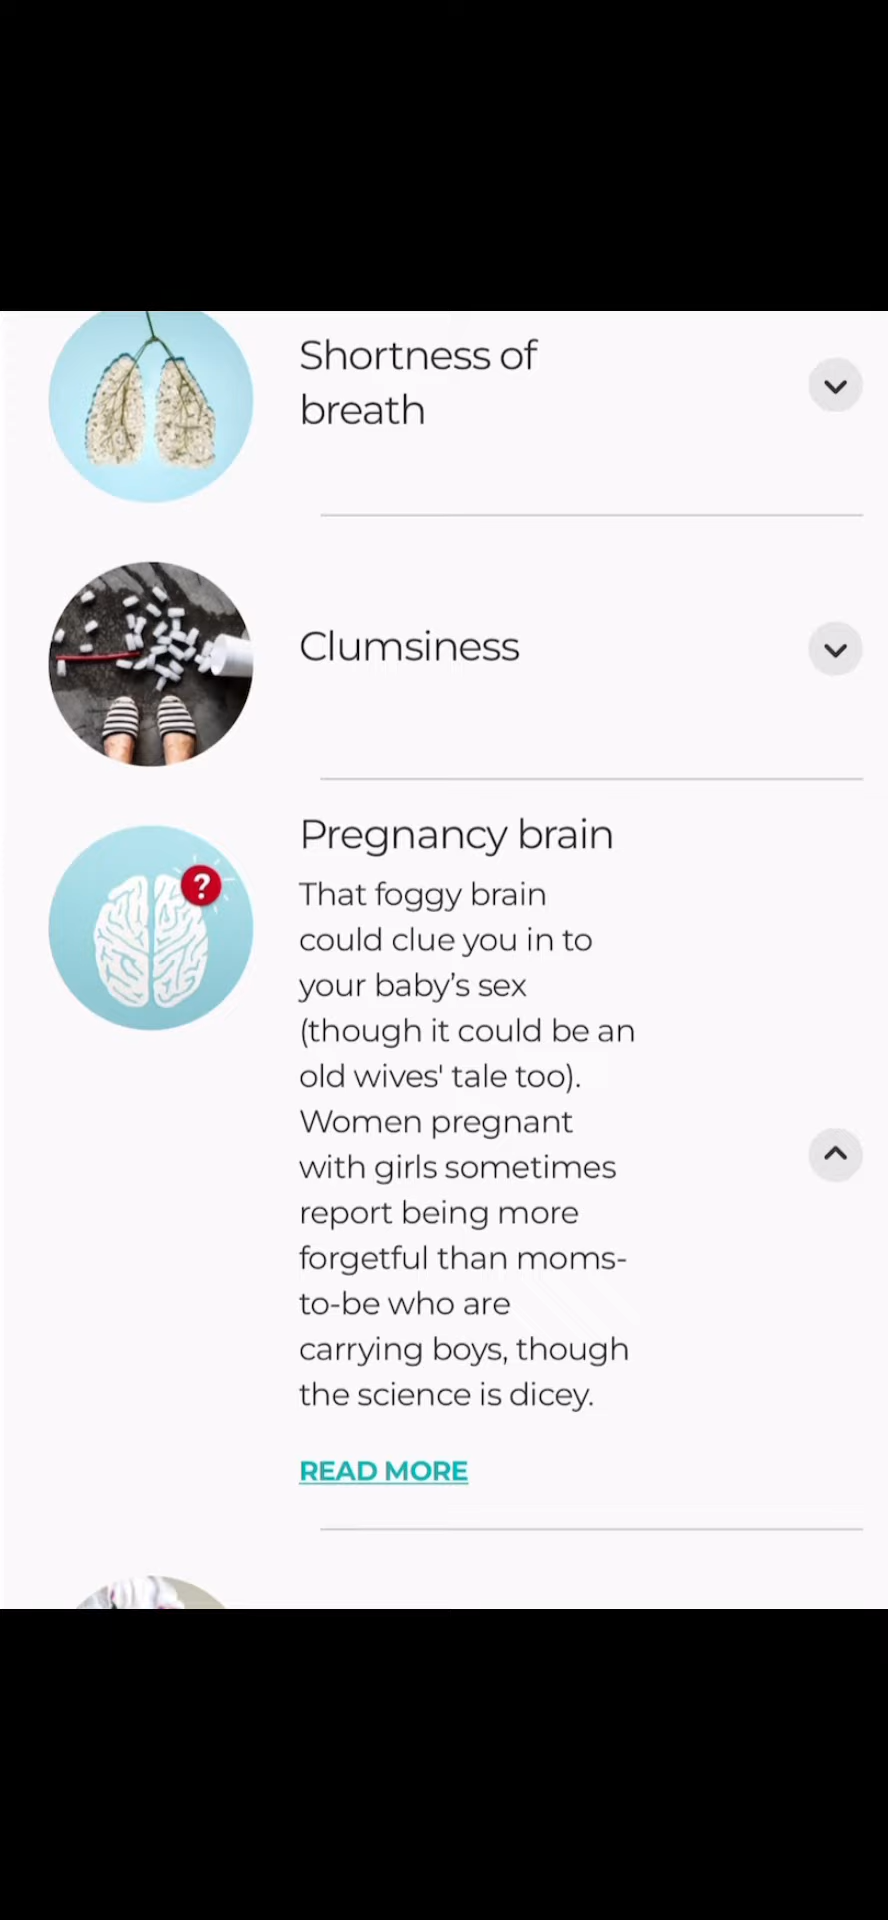 Shortness of
breath
Clumsiness
?
Pregnancy brain
That foggy brain
could clue you in to
your baby’s sex
(though it could be an
old wives' tale too).
Women pregnant
with girls sometimes
report being more
forgetful than moms-
to-be who are
carrying boys, though
the science is dicey.
READ MORE